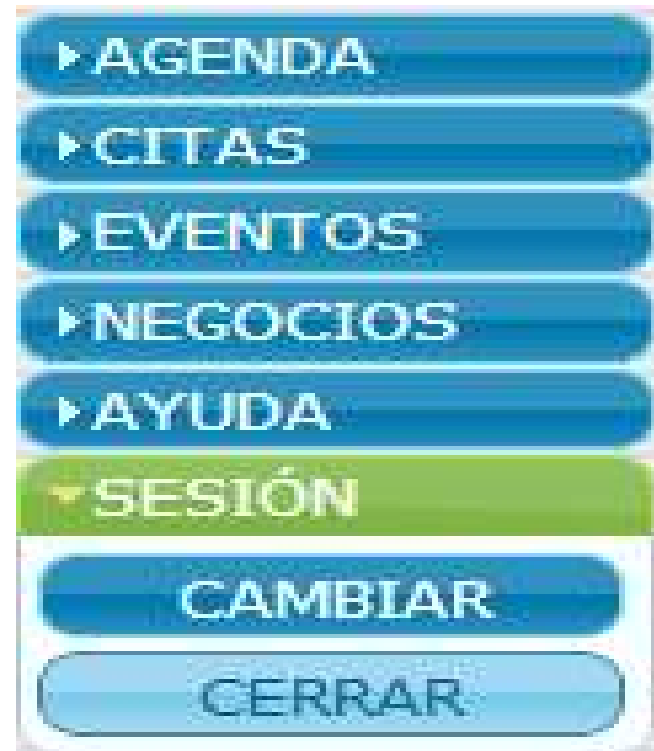 AGENDA
CITAS
EVENTOS
NEGOCIOS
AYUDA
SESIÓN
CAMBIAR
CERRAR